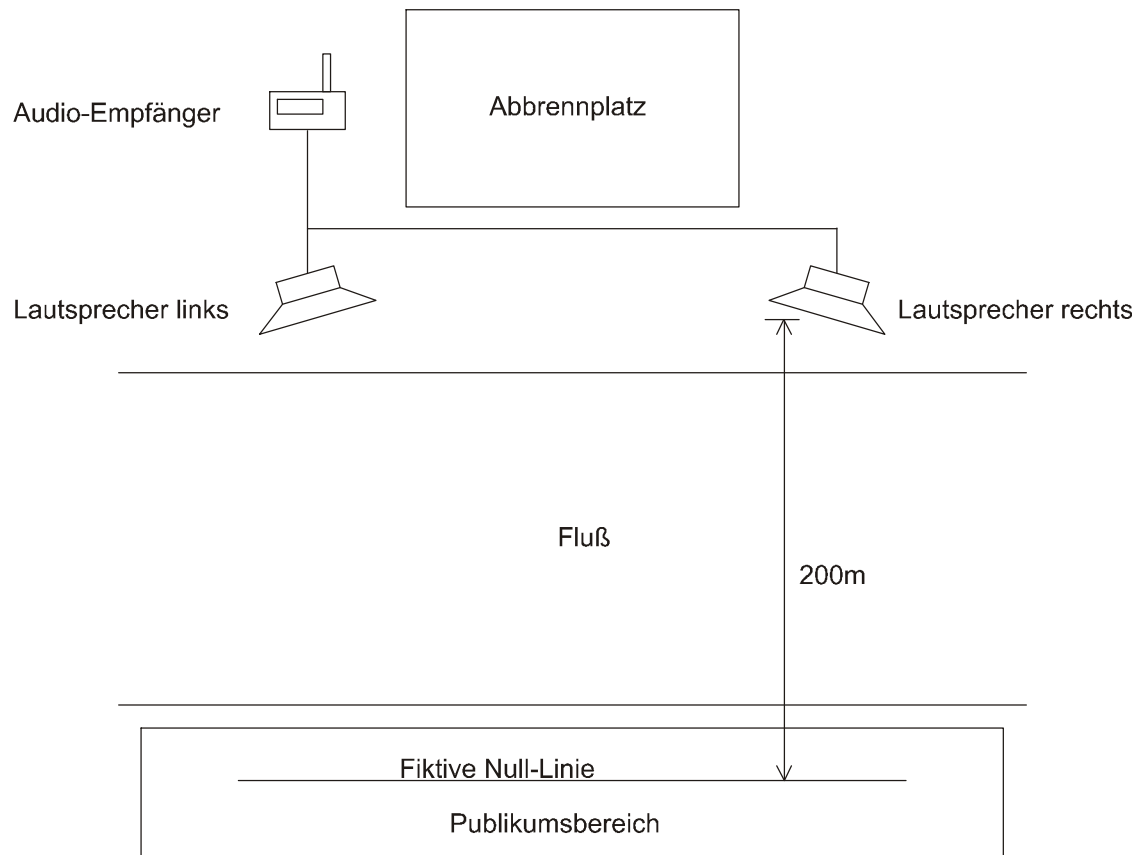 Abbrennplatz
Audio-Empfänger
Lautsprecher links
Lautsprecher rechts
Fluß
200m
Fiktive Null-Linie
Publikumsbereich